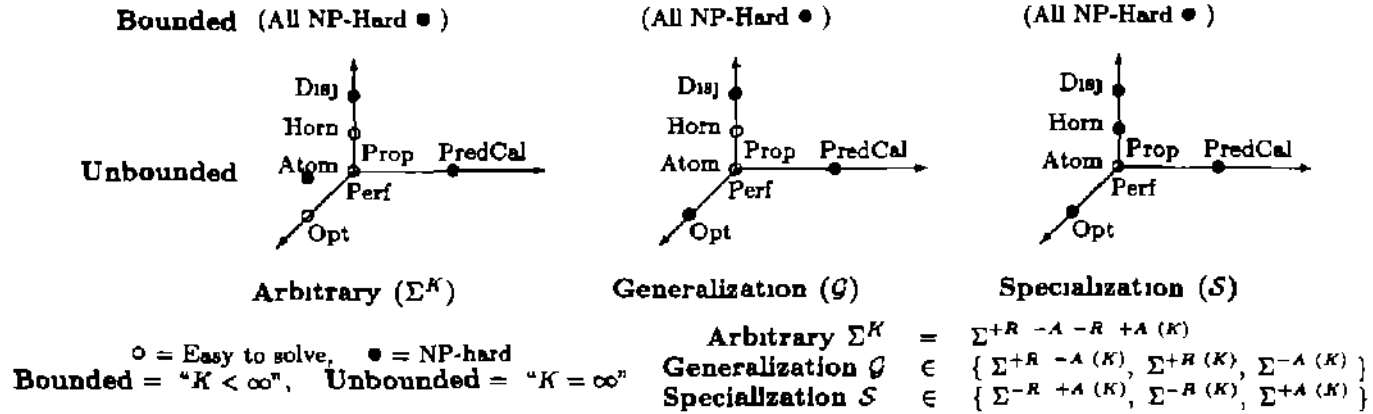 Bounded (All NP-Hard ● ) (All NP-Hard ● ) (All NP-Hard ● )
Disj Disj Disj
Horn Horn Horn
Unbounded Atom Prop PredCal Atom Prop PredCal Atom Prop PredCal
Perf Perf Perf
Opt Opt Opt
Arbitrary (Σ^K) Generalization (𝒢) Specialization (𝒮)
○ = Easy to solve, ● = NP-hard
Bounded = "K < ∞", Unbounded = "K = ∞"
Arbitrary Σ^K = Σ^{+R -A -R +A (K)}
Generalization 𝒢 ∈ { Σ^{+R -A (K)}, Σ^{+R (K)}, Σ^{-A (K)} }
Specialization 𝒮 ∈ { Σ^{-R +A (K)}, Σ^{-R (K)}, Σ^{+A (K)} }